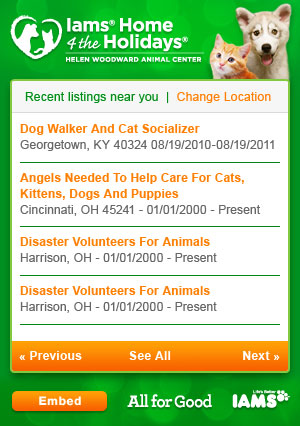 Iams® Home
4 the Holidays®
HELEN WOODWARD ANIMAL CENTER
Recent listings near you | Change Location
Dog Walker And Cat Socializer
Georgetown, KY 40324 08/19/2010-08/19/2011
Angels Needed To Help Care For Cats,
Kittens, Dogs And Puppies
Cincinnati, OH 45241 - 01/01/2000 - Present
Disaster Volunteers For Animals
Harrison, OH - 01/01/2000 - Present
Disaster Volunteers For Animals
Harrison, OH - 01/01/2000 - Present
« Previous See All Next »
Embed All for Good Life's Better IAMS